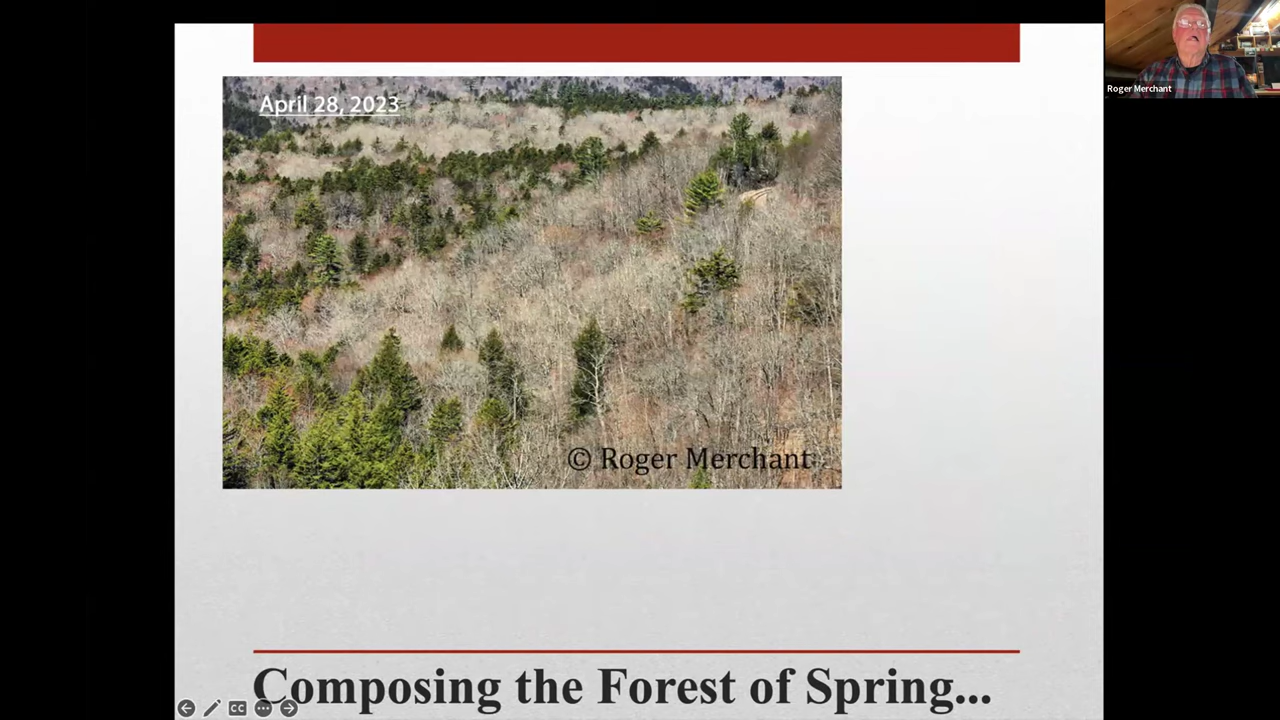 April 28, 2023
© Roger Merchant
Composing the Forest of Spring...
CC
Roger Merchant